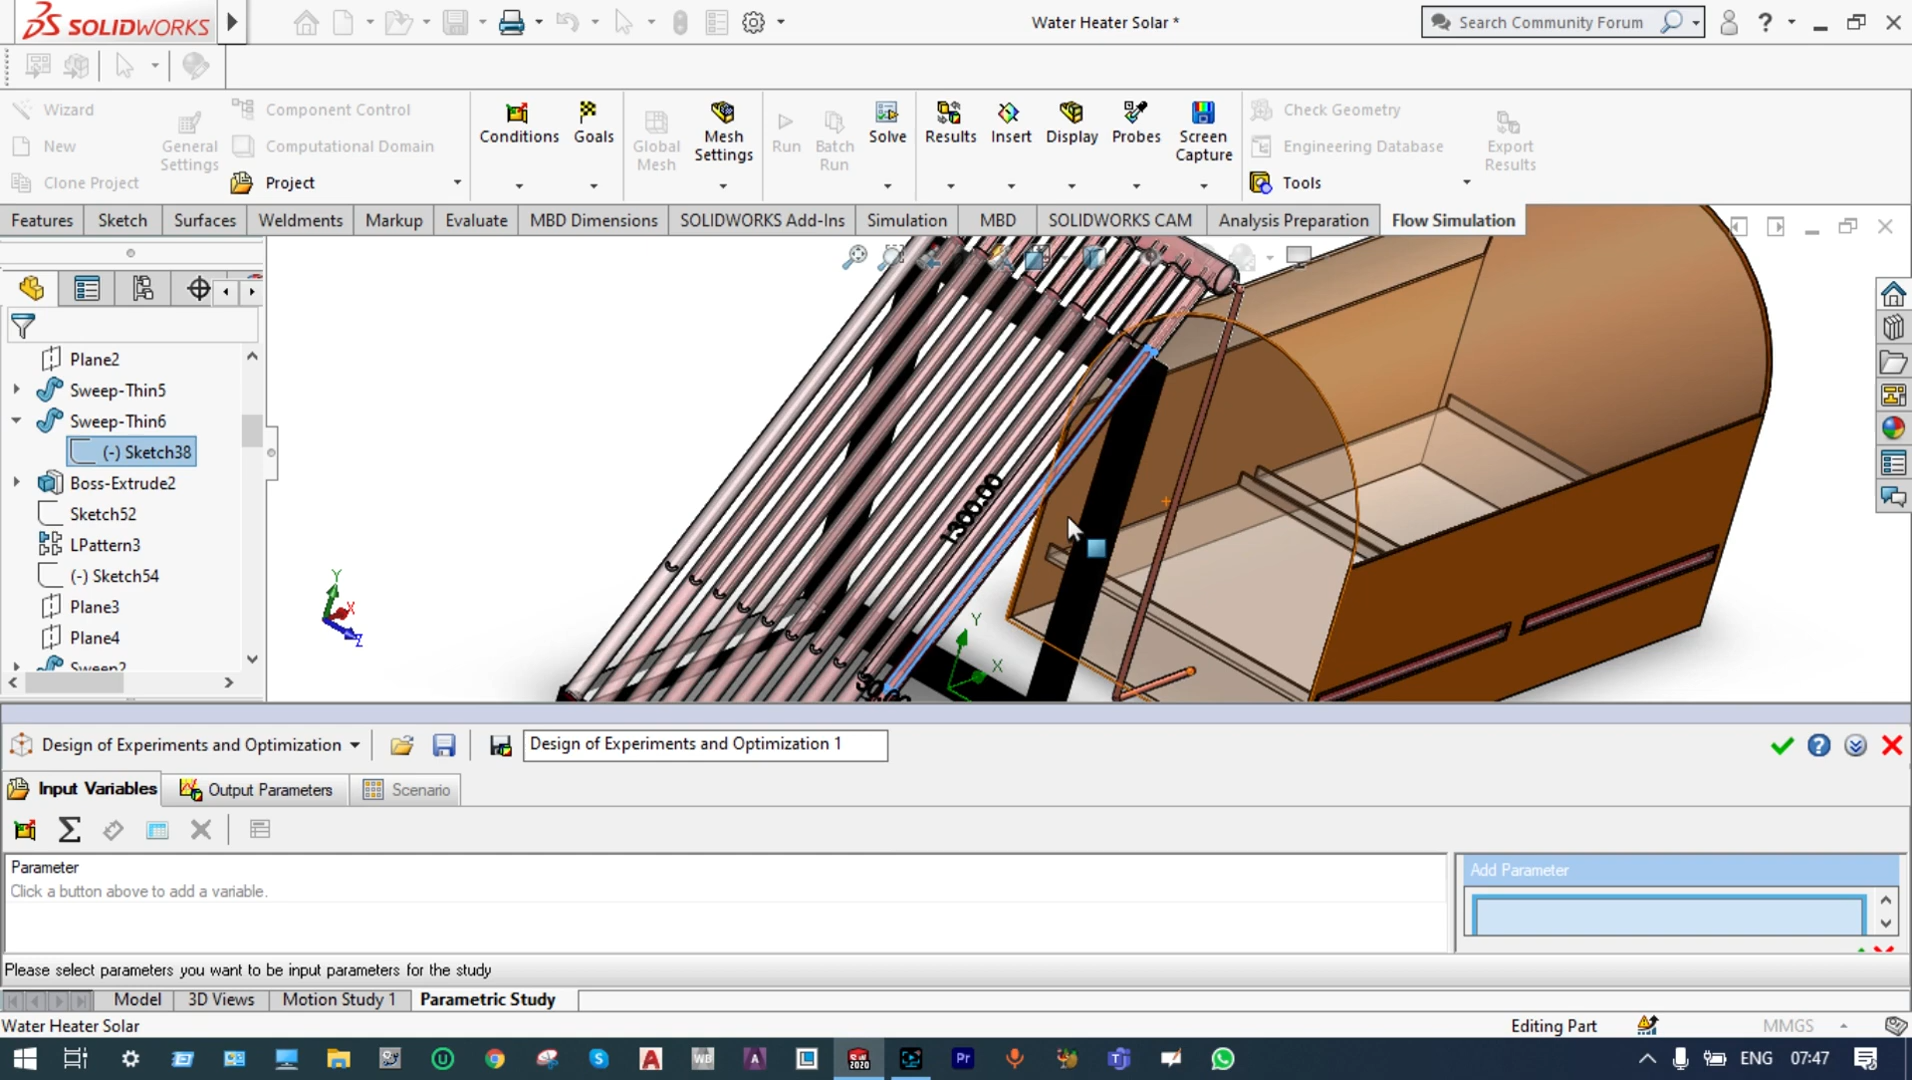 SOLIDWORKS
Water Heater Solar *
Search Community Forum
Wizard
New
Clone Project
General Settings
Component Control
Computational Domain
Project
Conditions
Goals
Global Mesh
Mesh Settings
Run
Batch Run
Solve
Results
Insert
Display
Probes
Screen Capture
Check Geometry
Engineering Database
Tools
Export Results
Features
Sketch
Surfaces
Weldments
Markup
Evaluate
MBD Dimensions
SOLIDWORKS Add-Ins
Simulation
MBD
SOLIDWORKS CAM
Analysis Preparation
Flow Simulation
Plane2
Sweep-Thin5
Sweep-Thin6
(-) Sketch38
Boss-Extrude2
Sketch52
LPattern3
(-) Sketch54
Plane3
Plane4
Sweep2
1300.00
Y
X
Z
Y
X
Design of Experiments and Optimization
Design of Experiments and Optimization 1
Input Variables
Output Parameters
Scenario
Parameter
Click a button above to add a variable.
Add Parameter
Please select parameters you want to be input parameters for the study
Model
3D Views
Motion Study 1
Parametric Study
Water Heater Solar
Editing Part
MMGS
ENG
07:47